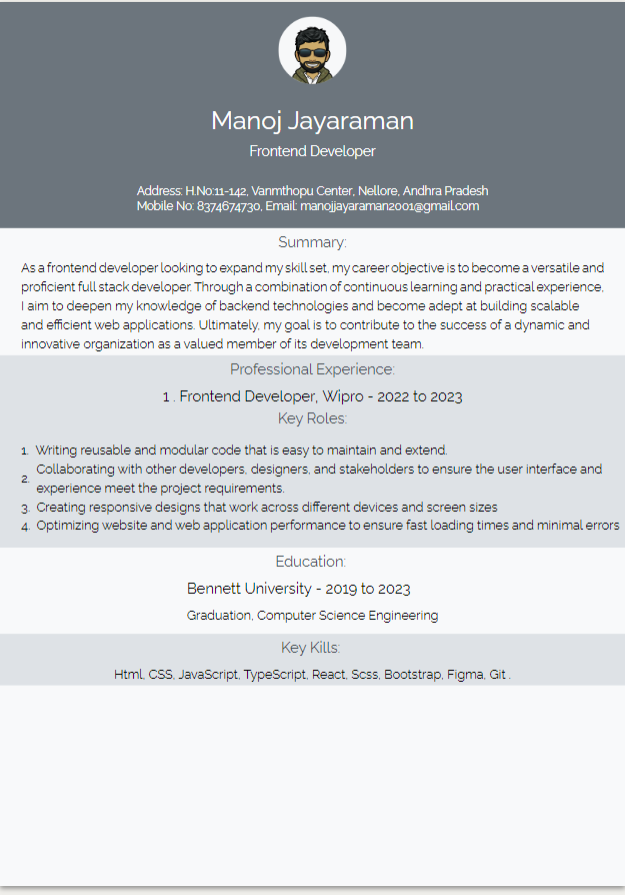 Manoj Jayaraman
Frontend Developer
Address: H.No:11-142, Vanmthopu Center, Nellore, Andhra Pradesh
Mobile No: 8374674730, Email: manojjayaraman2001@gmail.com
Summary:
As a frontend developer looking to expand my skill set, my career objective is to become a versatile and
proficient full stack developer. Through a combination of continuous learning and practical experience,
I aim to deepen my knowledge of backend technologies and become adept at building scalable
and efficient web applications. Ultimately, my goal is to contribute to the success of a dynamic and
innovative organization as a valued member of its development team.
Professional Experience:
1 . Frontend Developer, Wipro - 2022 to 2023
Key Roles:
1. Writing reusable and modular code that is easy to maintain and extend.
2. Collaborating with other developers, designers, and stakeholders to ensure the user interface and
experience meet the project requirements.
3. Creating responsive designs that work across different devices and screen sizes
4. Optimizing website and web application performance to ensure fast loading times and minimal errors
Education:
Bennett University - 2019 to 2023
Graduation, Computer Science Engineering
Key Kills:
Html, CSS, JavaScript, TypeScript, React, Scss, Bootstrap, Figma, Git .